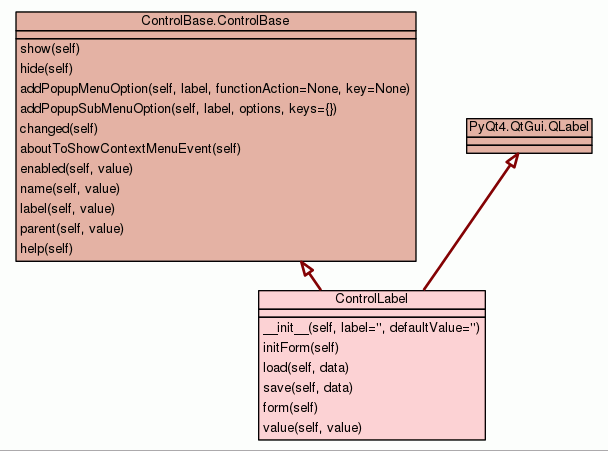 ControlBase.ControlBase
show(self)
hide(self)
addPopupMenuOption(self, label, functionAction=None, key=None)
addPopupSubMenuOption(self, label, options, keys={})
changed(self)
aboutToShowContextMenuEvent(self)
enabled(self, value)
name(self, value)
label(self, value)
parent(self, value)
help(self)
PyQt4.QtGui.QLabel
ControlLabel
__init__(self, label='', defaultValue='')
initForm(self)
load(self, data)
save(self, data)
form(self)
value(self, value)